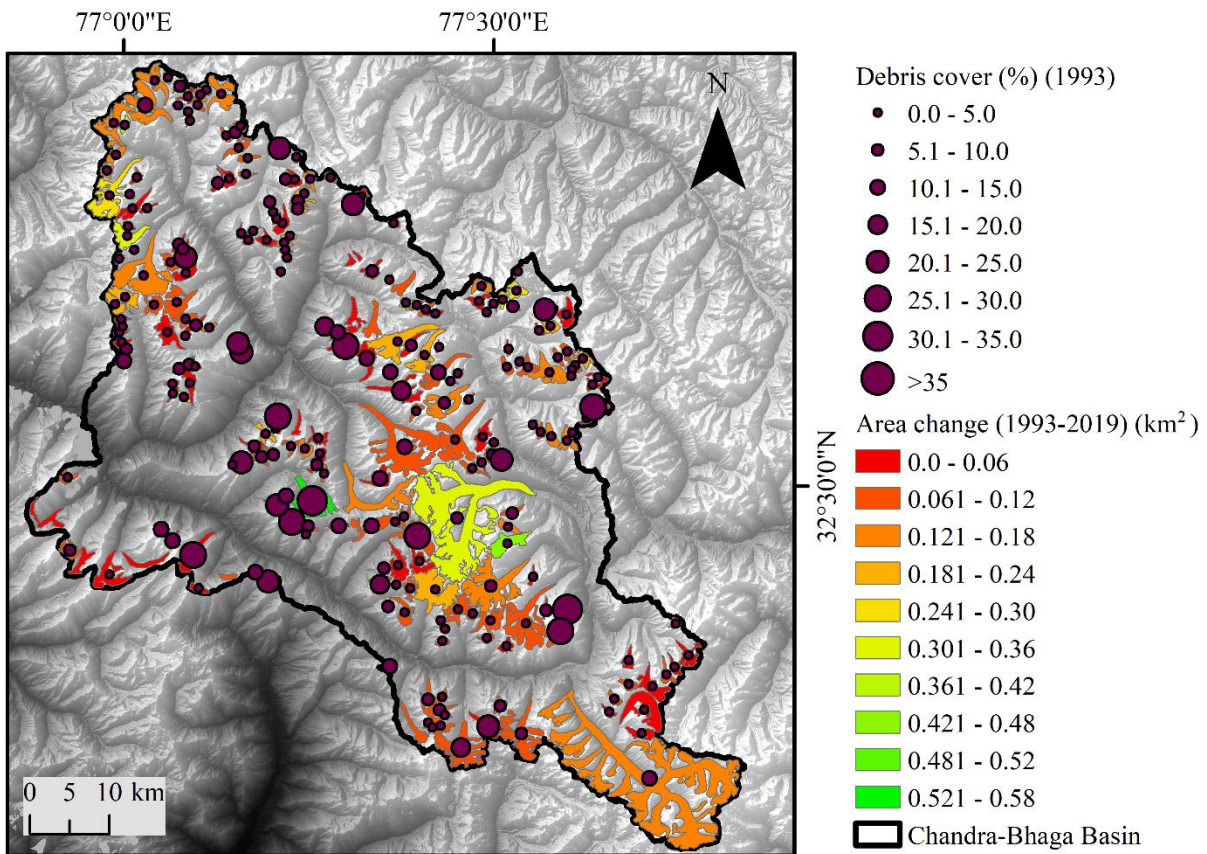 77°0'0"E
77°30'0"E
N
32°30'0"N
0 5 10 km
Debris cover (%) (1993)
0.0 - 5.0
5.1 - 10.0
10.1 - 15.0
15.1 - 20.0
20.1 - 25.0
25.1 - 30.0
30.1 - 35.0
>35
Area change (1993-2019) (km²)
0.0 - 0.06
0.061 - 0.12
0.121 - 0.18
0.181 - 0.24
0.241 - 0.30
0.301 - 0.36
0.361 - 0.42
0.421 - 0.48
0.481 - 0.52
0.521 - 0.58
Chandra-Bhaga Basin